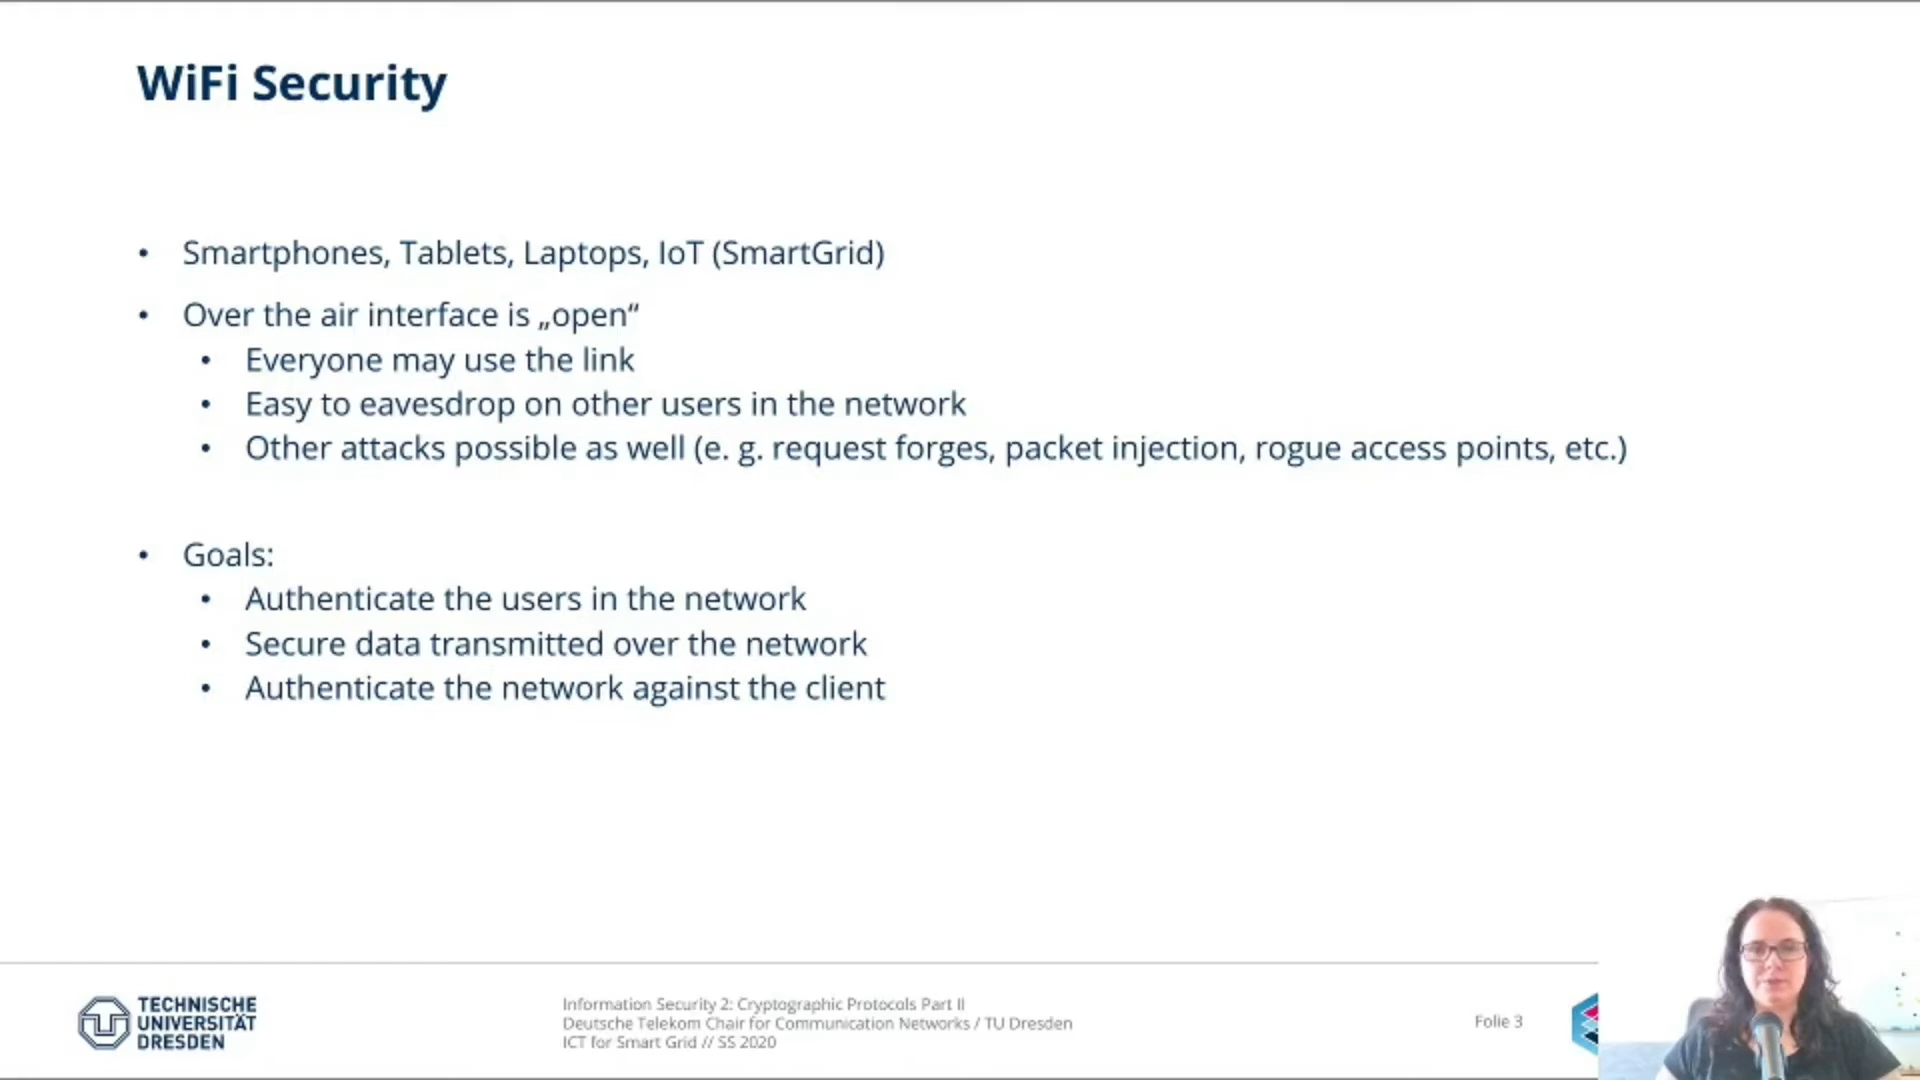 WiFi Security
• Smartphones, Tablets, Laptops, IoT (SmartGrid)
• Over the air interface is „open“
• Everyone may use the link
• Easy to eavesdrop on other users in the network
• Other attacks possible as well (e. g. request forges, packet injection, rogue access points, etc.)
• Goals:
• Authenticate the users in the network
• Secure data transmitted over the network
• Authenticate the network against the client
TECHNISCHE
UNIVERSITÄT
DRESDEN
Information Security 2: Cryptographic Protocols Part II
Deutsche Telekom Chair for Communication Networks / TU Dresden
ICT for Smart Grid // SS 2020
Folie 3